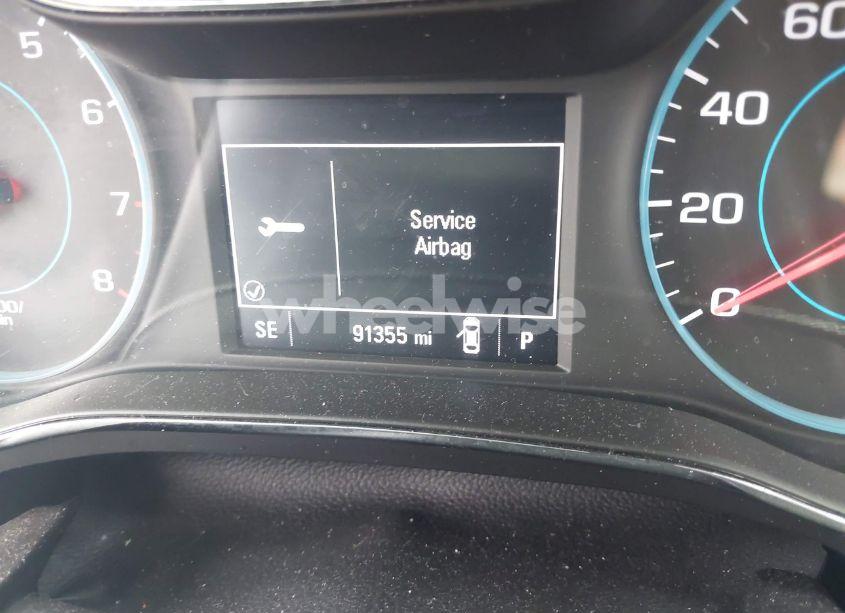 5
60
6
40
7
20
8
0
Service
Airbag
wheelwise
SE
91355 mi
P